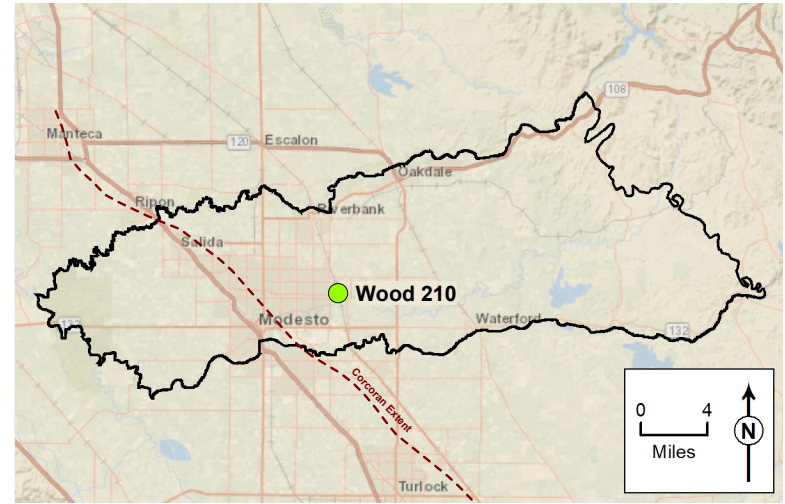 108
Manteca
120
Escalon
Oakdale
Ripon
Riverbank
Salida
Wood 210
Modesto
Waterford
132
132
Corcoran Extent
0
4
N
Miles
Turlock